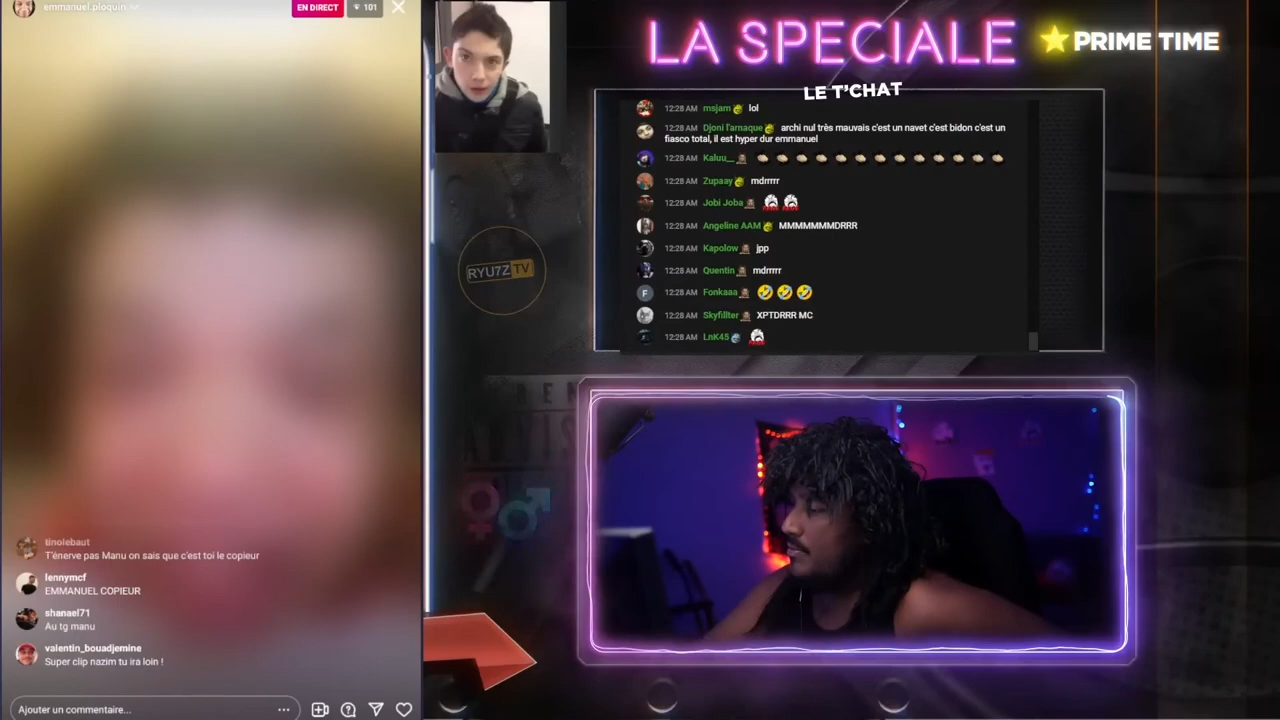 emmanuel.ploquin
EN DIRECT
101
LA SPECIALE
PRIME TIME
LE T'CHAT
12:28 AM msjam lol
12:28 AM Djoni l'arnaque archi nul très mauvais c'est un navet c'est bidon c'est un
fiasco total, il est hyper dur emmanuel
12:28 AM Kaluu__
12:28 AM Zupaay mdrrrrr
12:28 AM Jobi Joba
12:28 AM Angeline AAM MMMMMMMDRRR
12:28 AM Kapolow jpp
12:28 AM Quentin mdrrrrr
F 12:28 AM Fonkaaa
12:28 AM Skyfillter XPTDRRR MC
12:28 AM LnK45
RYU7Z TV
tinolebaut
T'énerve pas Manu on sais que c'est toi le copieur
lennymcf
EMMANUEL COPIEUR
shanael71
Au tg manu
valentin_bouadjemine
Super clip nazim tu ira loin !
Ajouter un commentaire...